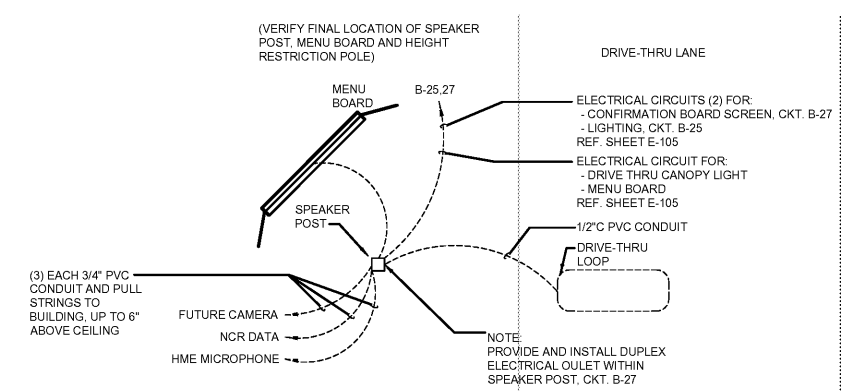 (VERIFY FINAL LOCATION OF SPEAKER
POST, MENU BOARD AND HEIGHT
RESTRICTION POLE)
DRIVE-THRU LANE
MENU
BOARD
B-25,27
ELECTRICAL CIRCUITS (2) FOR:
- CONFIRMATION BOARD SCREEN, CKT. B-27
- LIGHTING, CKT. B-25
REF. SHEET E-105
ELECTRICAL CIRCUIT FOR:
- DRIVE THRU CANOPY LIGHT
- MENU BOARD
REF. SHEET E-105
SPEAKER
POST
1/2"C PVC CONDUIT
DRIVE-THRU
LOOP
(3) EACH 3/4" PVC
CONDUIT AND PULL
STRINGS TO
BUILDING, UP TO 6"
ABOVE CEILING
FUTURE CAMERA
NCR DATA
HME MICROPHONE
NOTE:
PROVIDE AND INSTALL DUPLEX
ELECTRICAL OULET WITHIN
SPEAKER POST, CKT. B-27